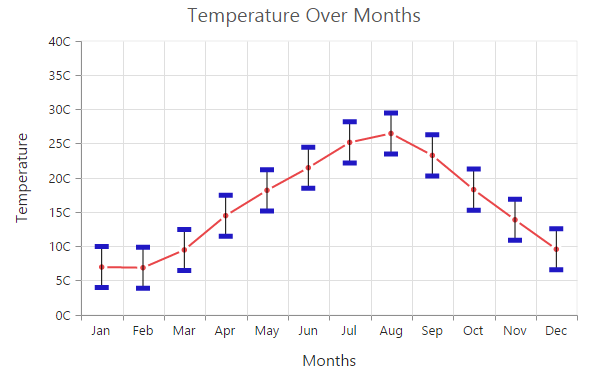 Temperature Over Months
40C
35C
30C
25C
20C
15C
10C
5C
0C
Temperature
Jan Feb Mar Apr May Jun Jul Aug Sep Oct Nov Dec
Months